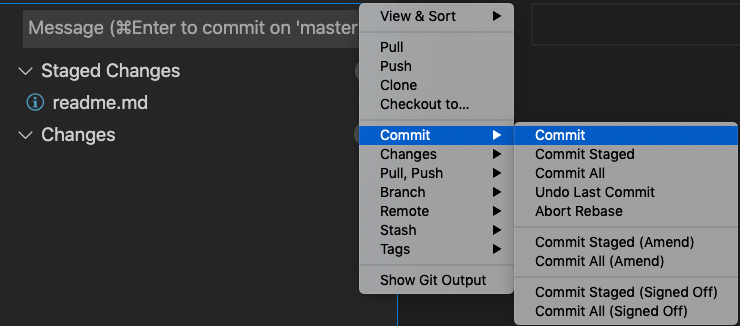 Message (⌘Enter to commit on 'master
Staged Changes
readme.md
Changes
View & Sort
Pull
Push
Clone
Checkout to...
Commit
Changes
Pull, Push
Branch
Remote
Stash
Tags
Show Git Output
Commit
Commit Staged
Commit All
Undo Last Commit
Abort Rebase
Commit Staged (Amend)
Commit All (Amend)
Commit Staged (Signed Off)
Commit All (Signed Off)